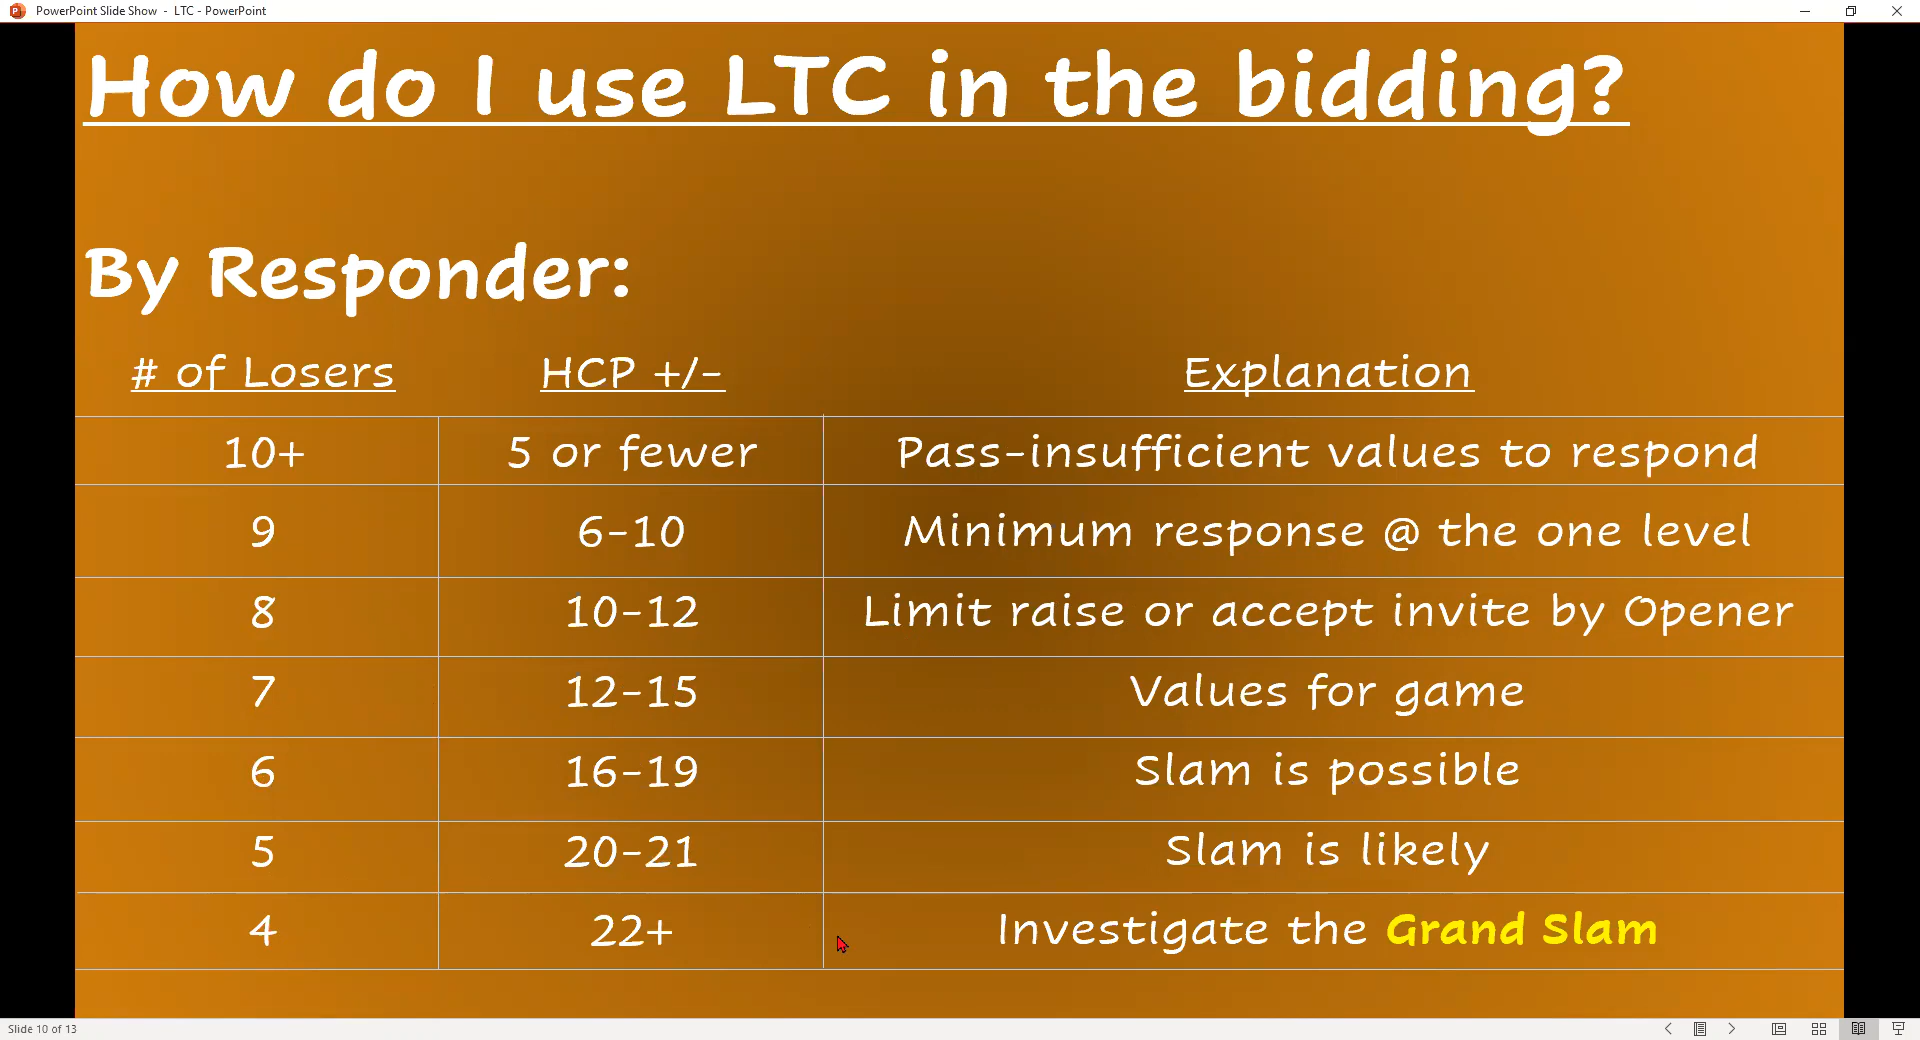 PowerPoint Slide Show - LTC - PowerPoint
How do I use LTC in the bidding?
By Responder:
# of Losers HCP +/- Explanation
10+ 5 or fewer Pass-insufficient values to respond
9 6-10 Minimum response @ the one level
8 10-12 Limit raise or accept invite by Opener
7 12-15 Values for game
6 16-19 Slam is possible
5 20-21 Slam is likely
4 22+ Investigate the Grand Slam
Slide 10 of 13